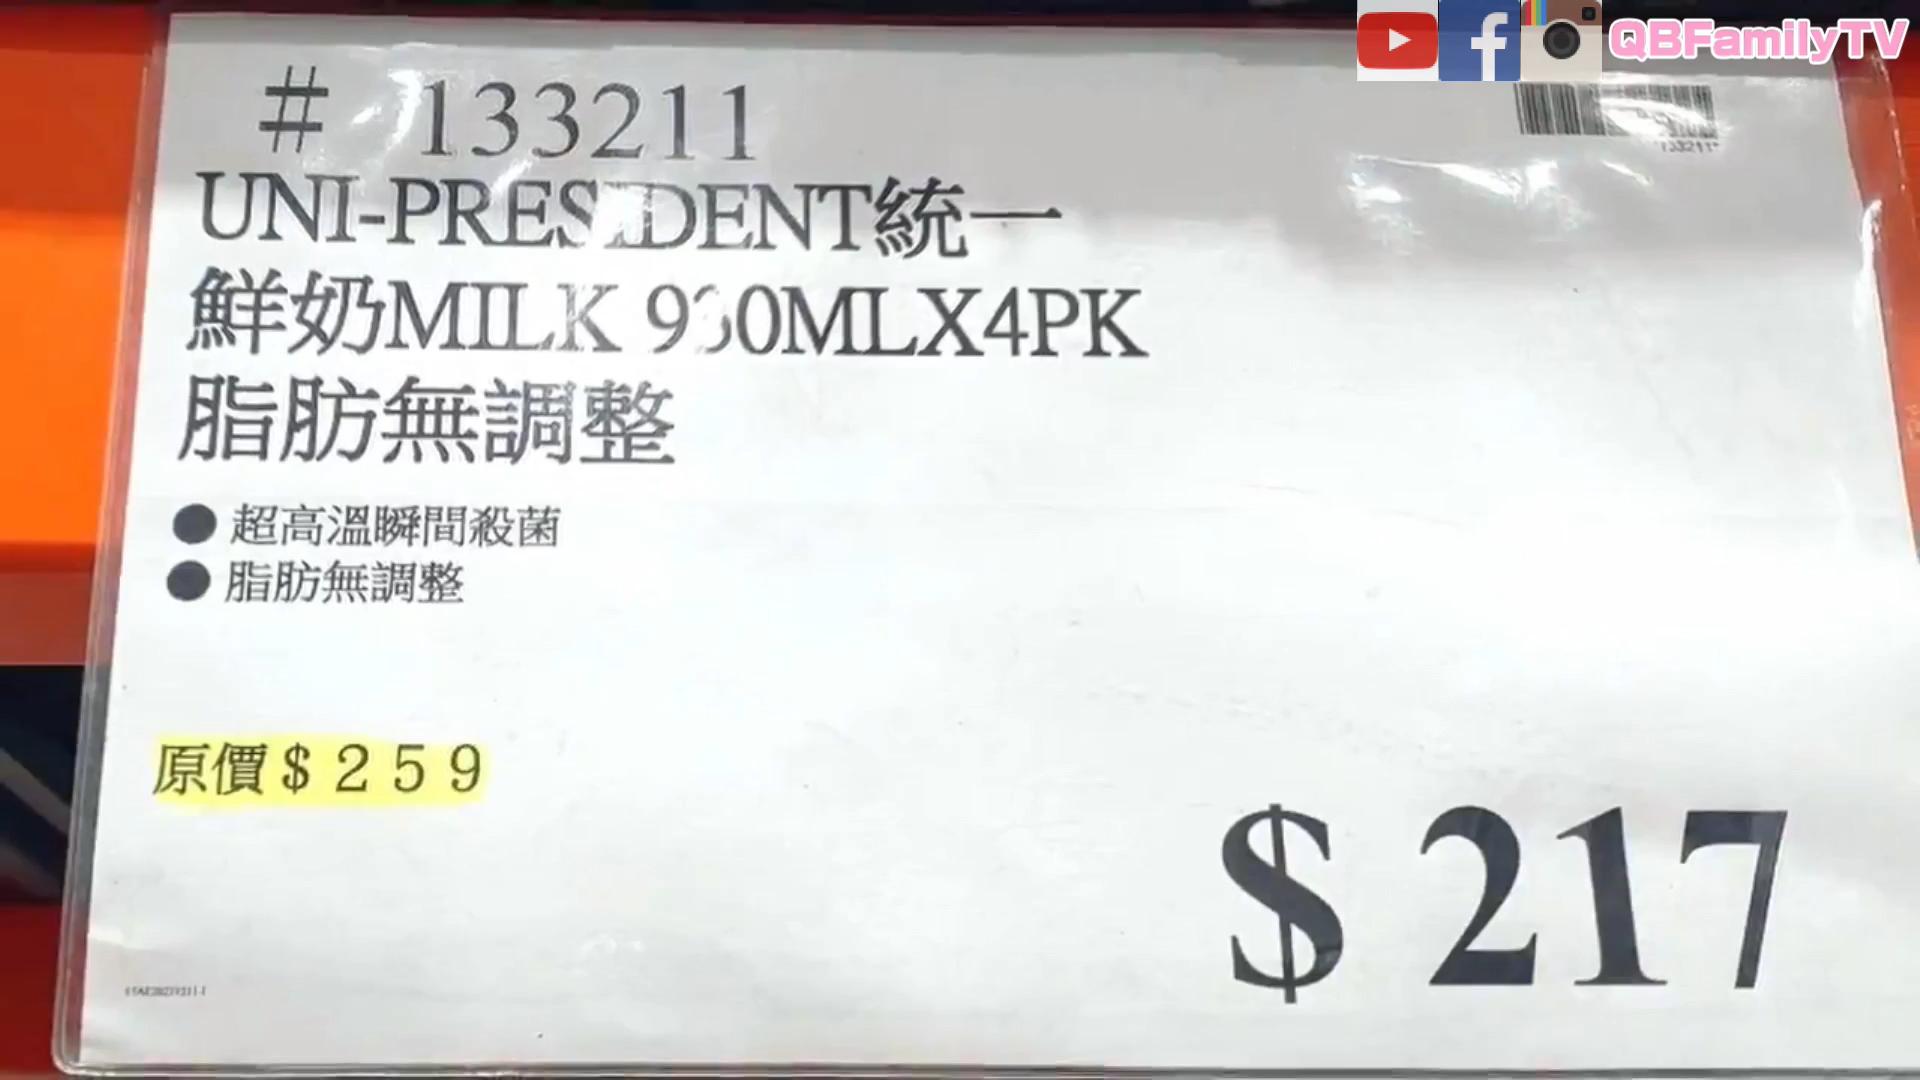 QBFamilyTV
# 133211
UNI-PRESIDENT統一
鮮奶MILK 930MLX4PK
脂肪無調整
● 超高溫瞬間殺菌
● 脂肪無調整
原價$259
$217